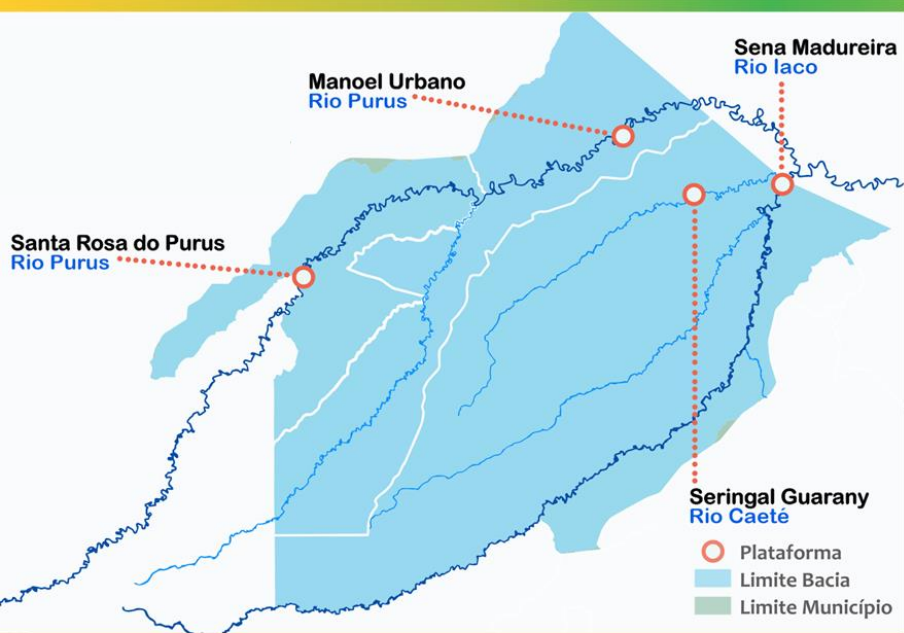 Sena Madureira
Rio Iaco
Manoel Urbano
Rio Purus
Santa Rosa do Purus
Rio Purus
Seringal Guarany
Rio Caeté
Plataforma
Limite Bacia
Limite Município